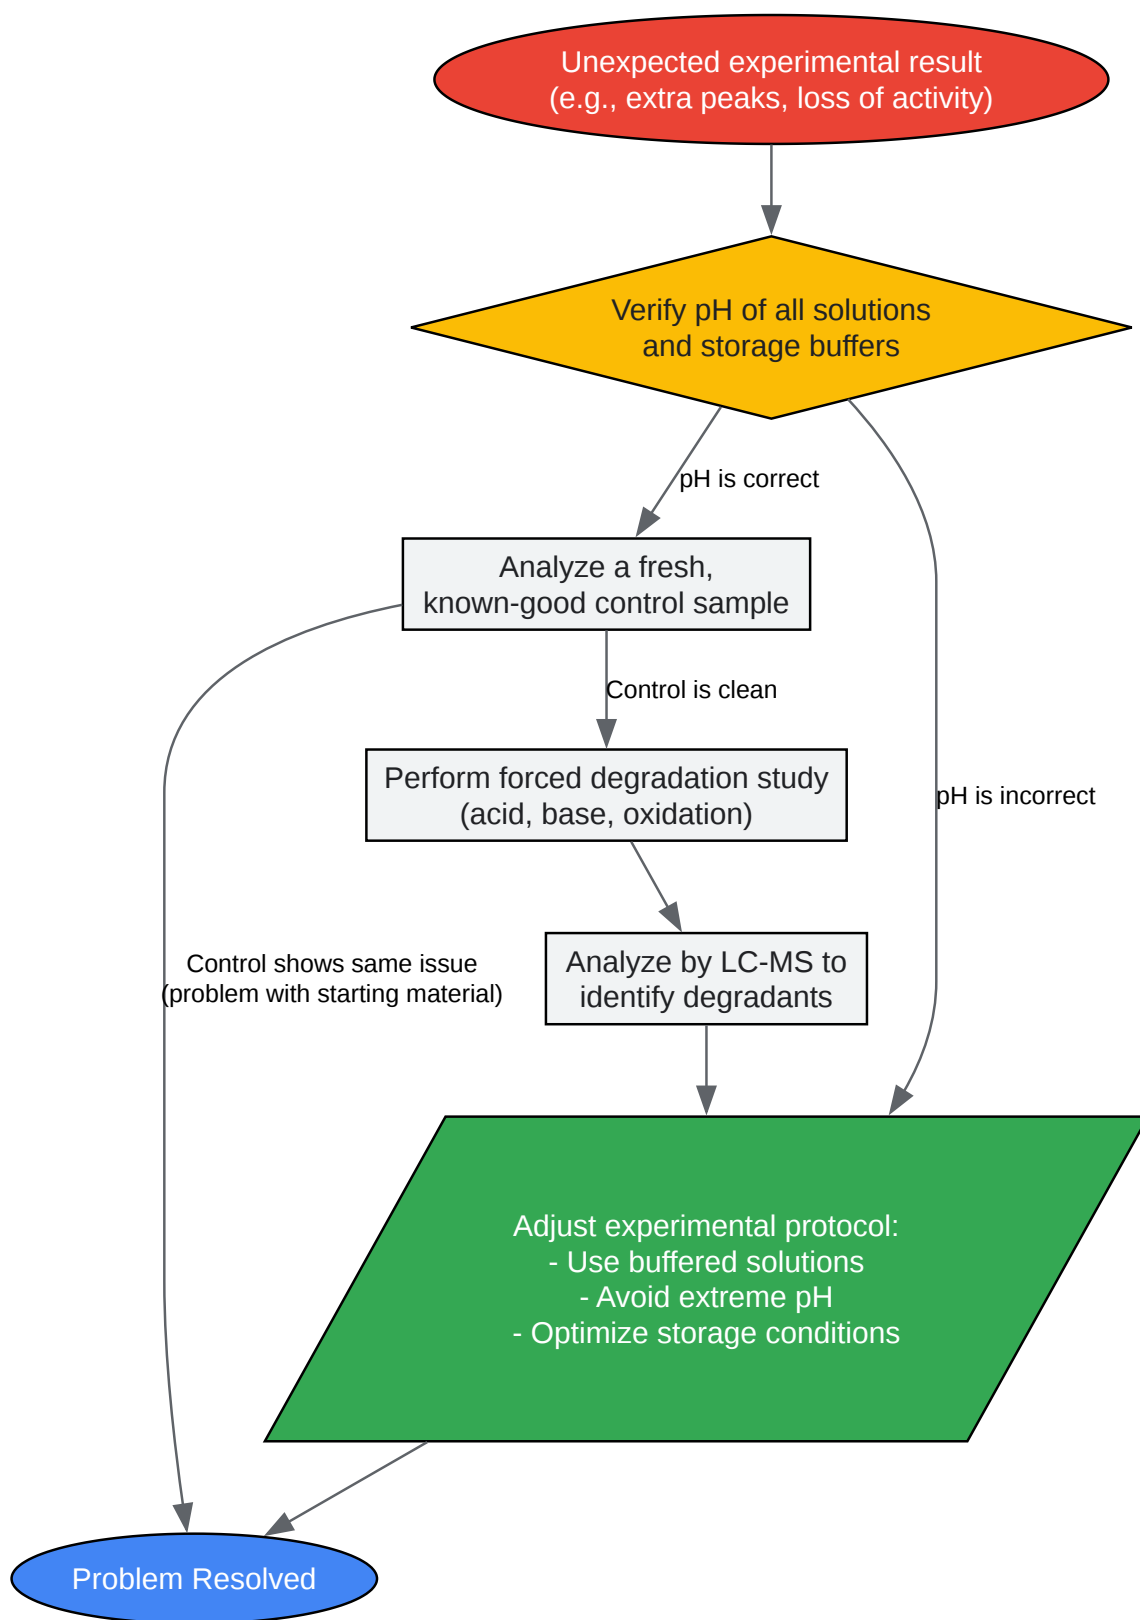 Unexpected experimental result
(e.g., extra peaks, loss of activity)
Verify pH of all solutions
and storage buffers
pH is correct
Analyze a fresh,
known-good control sample
Control is clean
Perform forced degradation study
(acid, base, oxidation)
pH is incorrect
Control shows same issue
(problem with starting material)
Analyze by LC-MS to
identify degradants
Adjust experimental protocol:
- Use buffered solutions
- Avoid extreme pH
- Optimize storage conditions
Problem Resolved